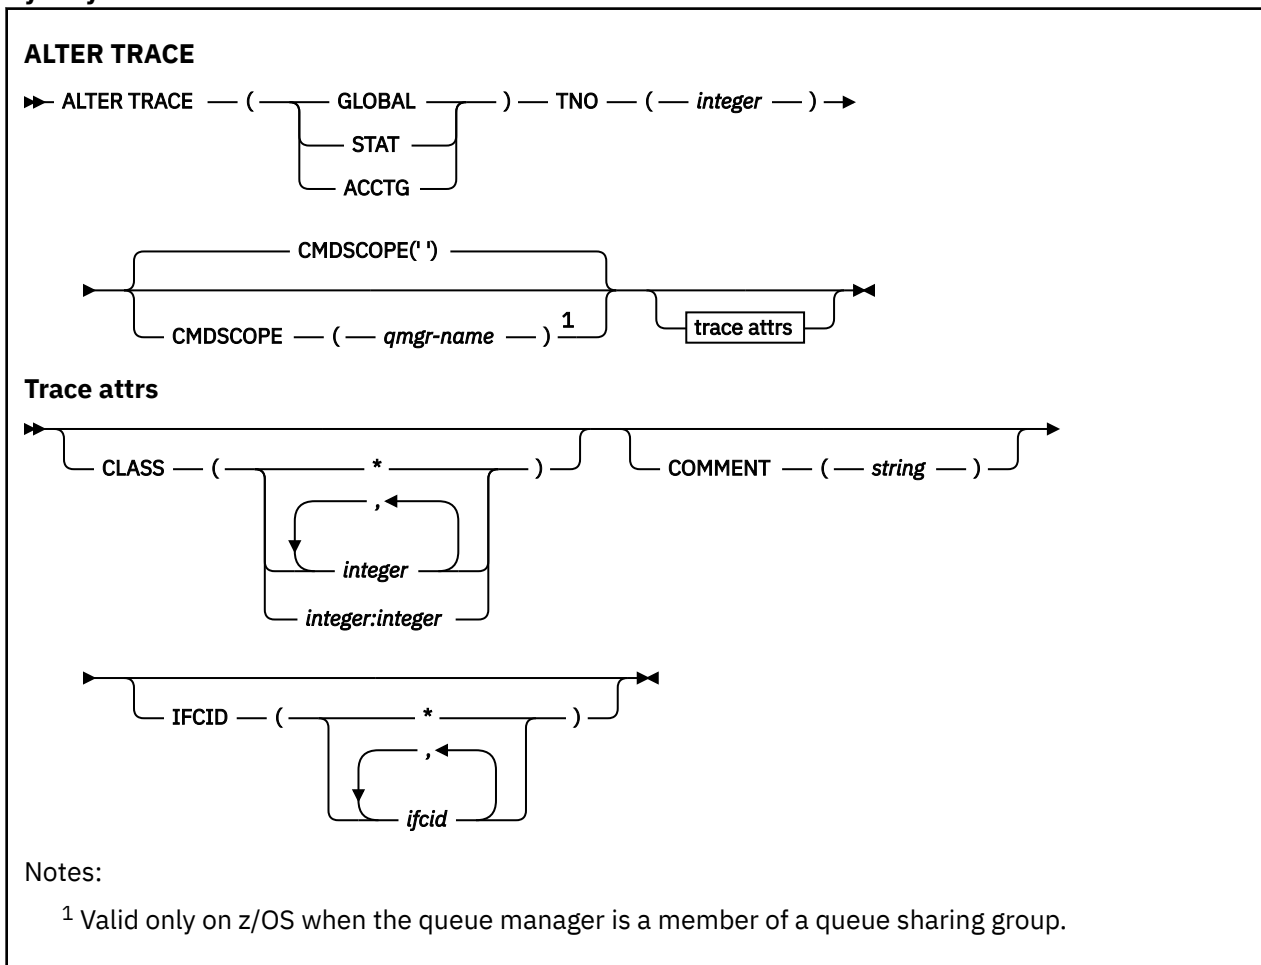 ALTER TRACE
ALTER TRACE ( GLOBAL ) TNO ( integer )
STAT
ACCTG
CMDSCOPE(' ')
CMDSCOPE ( qmgr-name ) 1
trace attrs
Trace attrs
CLASS ( * ) COMMENT ( string )
,
integer
integer:integer
IFCID ( * )
,
ifcid
Notes:
1 Valid only on z/OS when the queue manager is a member of a queue sharing group.